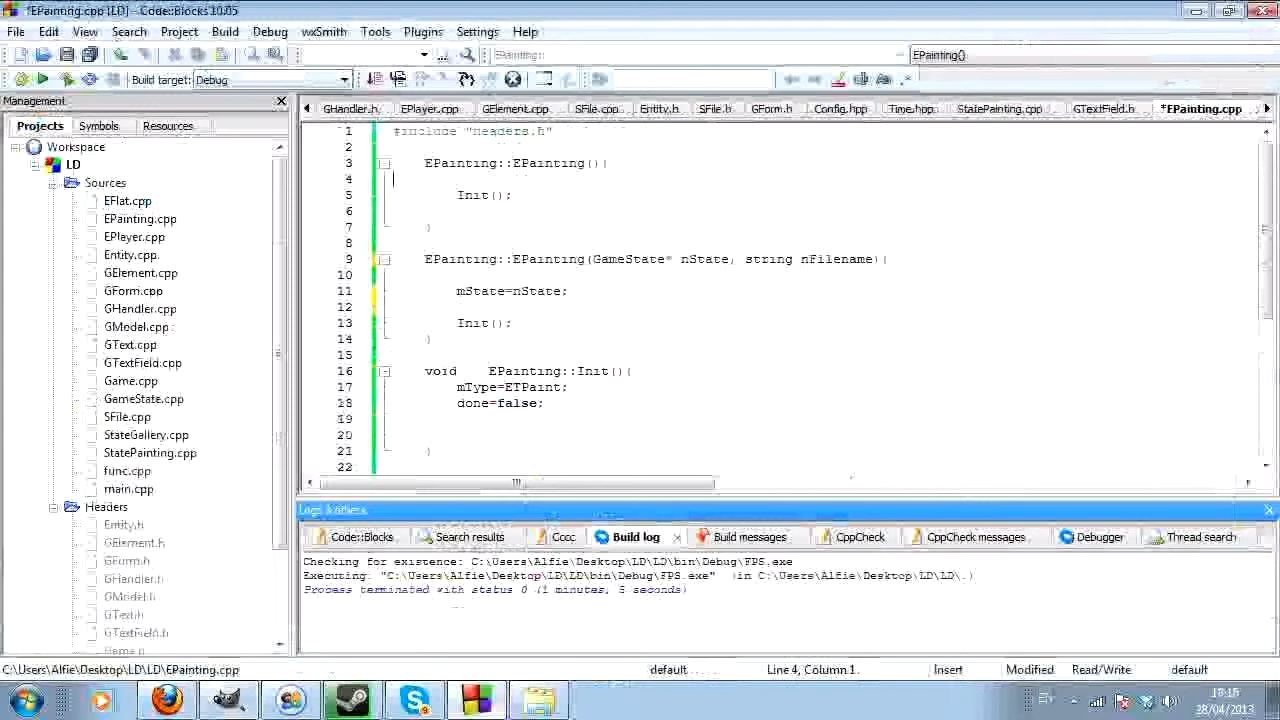 *EPainting.cpp [LD] - Code::Blocks 10.05
File Edit View Search Project Build Debug wxSmith Tools Plugins Settings Help
EPainting:: EPainting()
Build target: Debug
Management
GHandler.h EPlayer.cpp GElement.cpp SFile.cpp Entity.h SFile.h GForm.h Config.hpp Time.hpp StatePainting.cpp GTextField.h *EPainting.cpp
Projects Symbols Resources
Workspace
LD
Sources
EFlat.cpp
EPainting.cpp
EPlayer.cpp
Entity.cpp
GElement.cpp
GForm.cpp
GHandler.cpp
GModel.cpp
GText.cpp
GTextField.cpp
Game.cpp
GameState.cpp
SFile.cpp
StateGallery.cpp
StatePainting.cpp
func.cpp
main.cpp
Headers
Entity.h
GElement.h
GForm.h
GHandler.h
GModel.h
GText.h
GTextField.h
Game.h
1 #include "Headers.h"
2
3 EPainting::EPainting(){
4
5 Init();
6
7 }
8
9 EPainting::EPainting(GameState* nState, string nFilename){
10
11 mState=nState;
12
13 Init();
14 }
15
16 void EPainting::Init(){
17 mType=ETPaint;
18 done=false;
19
20
21 }
22
Logs & others
Code::Blocks Search results Cccc Build log Build messages CppCheck CppCheck messages Debugger Thread search
Checking for existence: C:\Users\Alfie\Desktop\LD\LD\bin\Debug\FPS.exe
Executing: "C:\Users\Alfie\Desktop\LD\LD\bin\Debug\FPS.exe" (in C:\Users\Alfie\Desktop\LD\LD\.)
Process terminated with status 0 (1 minutes, 5 seconds)
C:\Users\Alfie\Desktop\LD\LD\EPainting.cpp default Line 4, Column 1 Insert Modified Read/Write default
28/04/2013